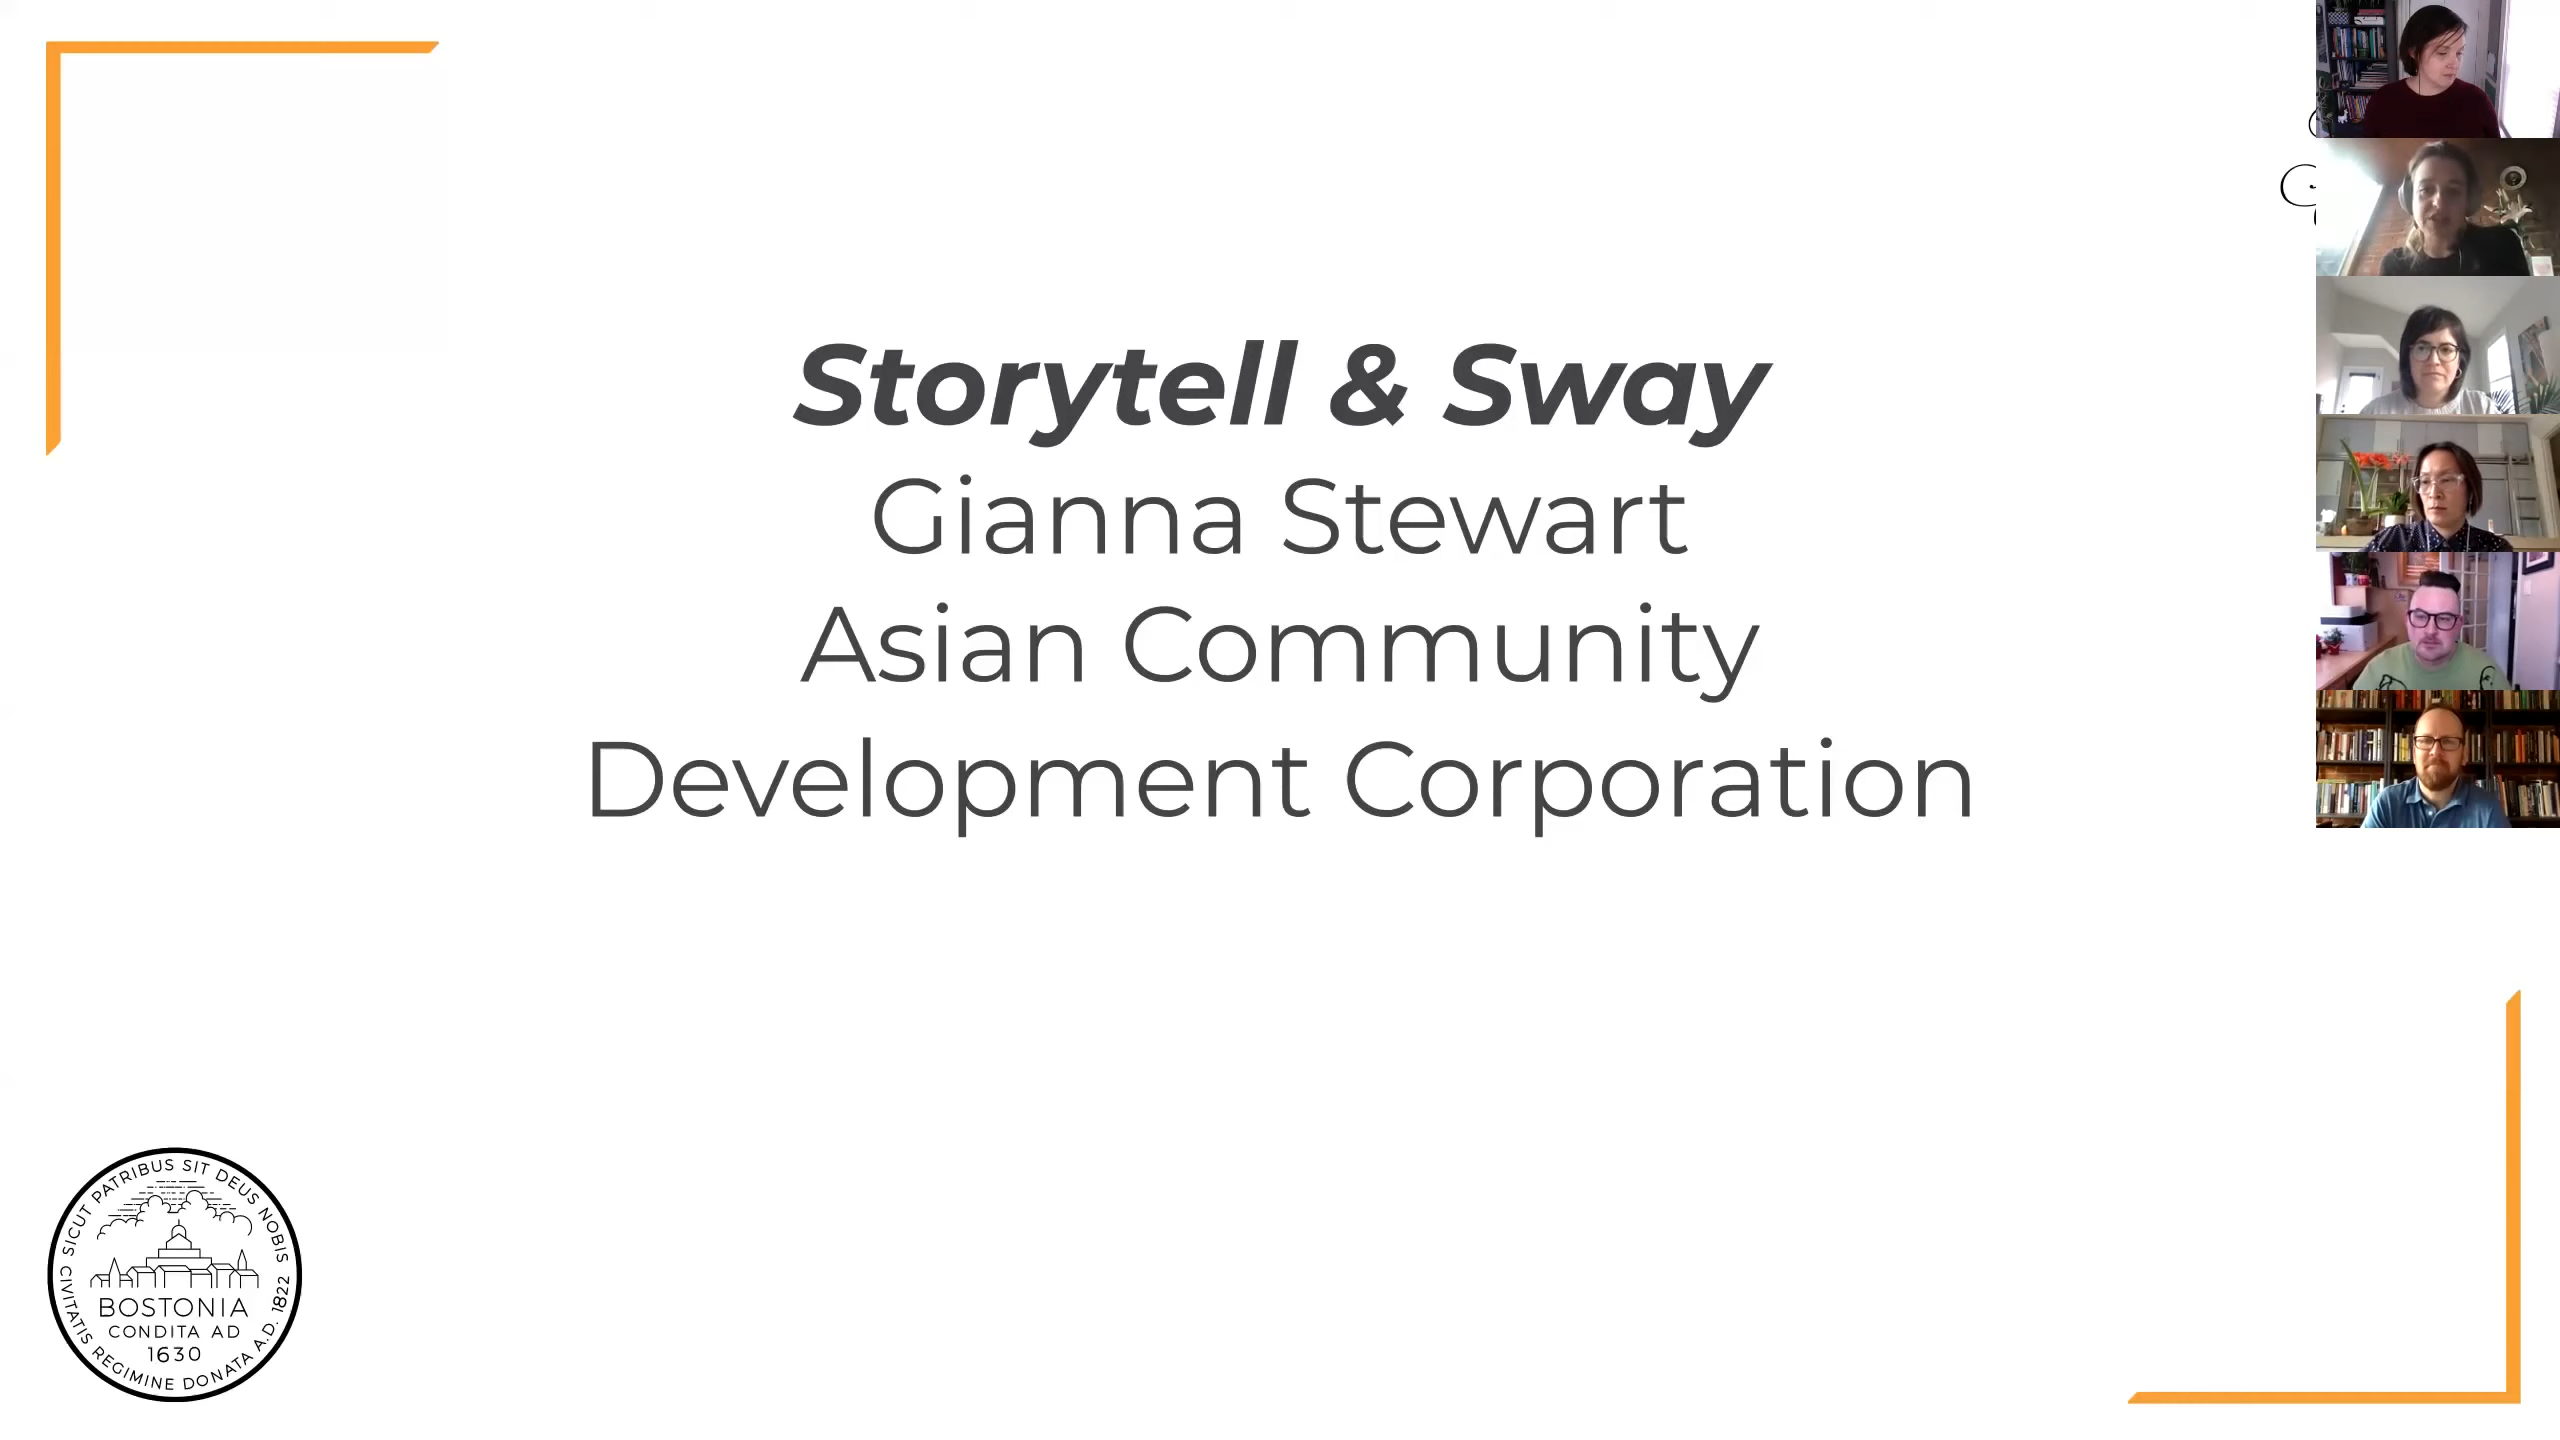 Storytell & Sway
Gianna Stewart
Asian Community
Development Corporation
SICUT PATRIBUS SIT DEUS NOBIS
CIVITATIS REGIMINE DONATA A.D. 1822
BOSTONIA
CONDITA AD
1630